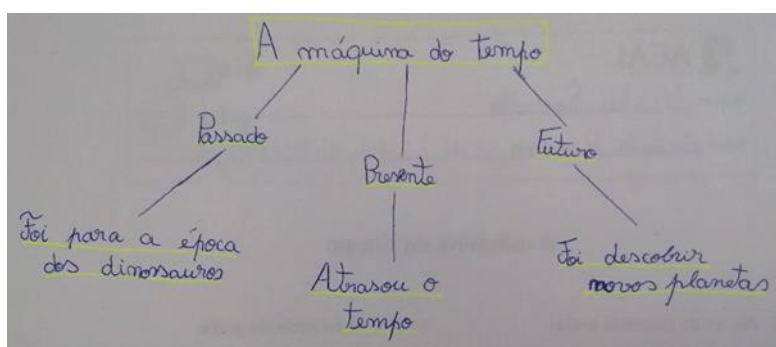 A máquina do tempo
Passado
Presente
Futuro
Foi para a época
dos dinossauros
Atrasou o
tempo
Foi descobrir
novos planetas